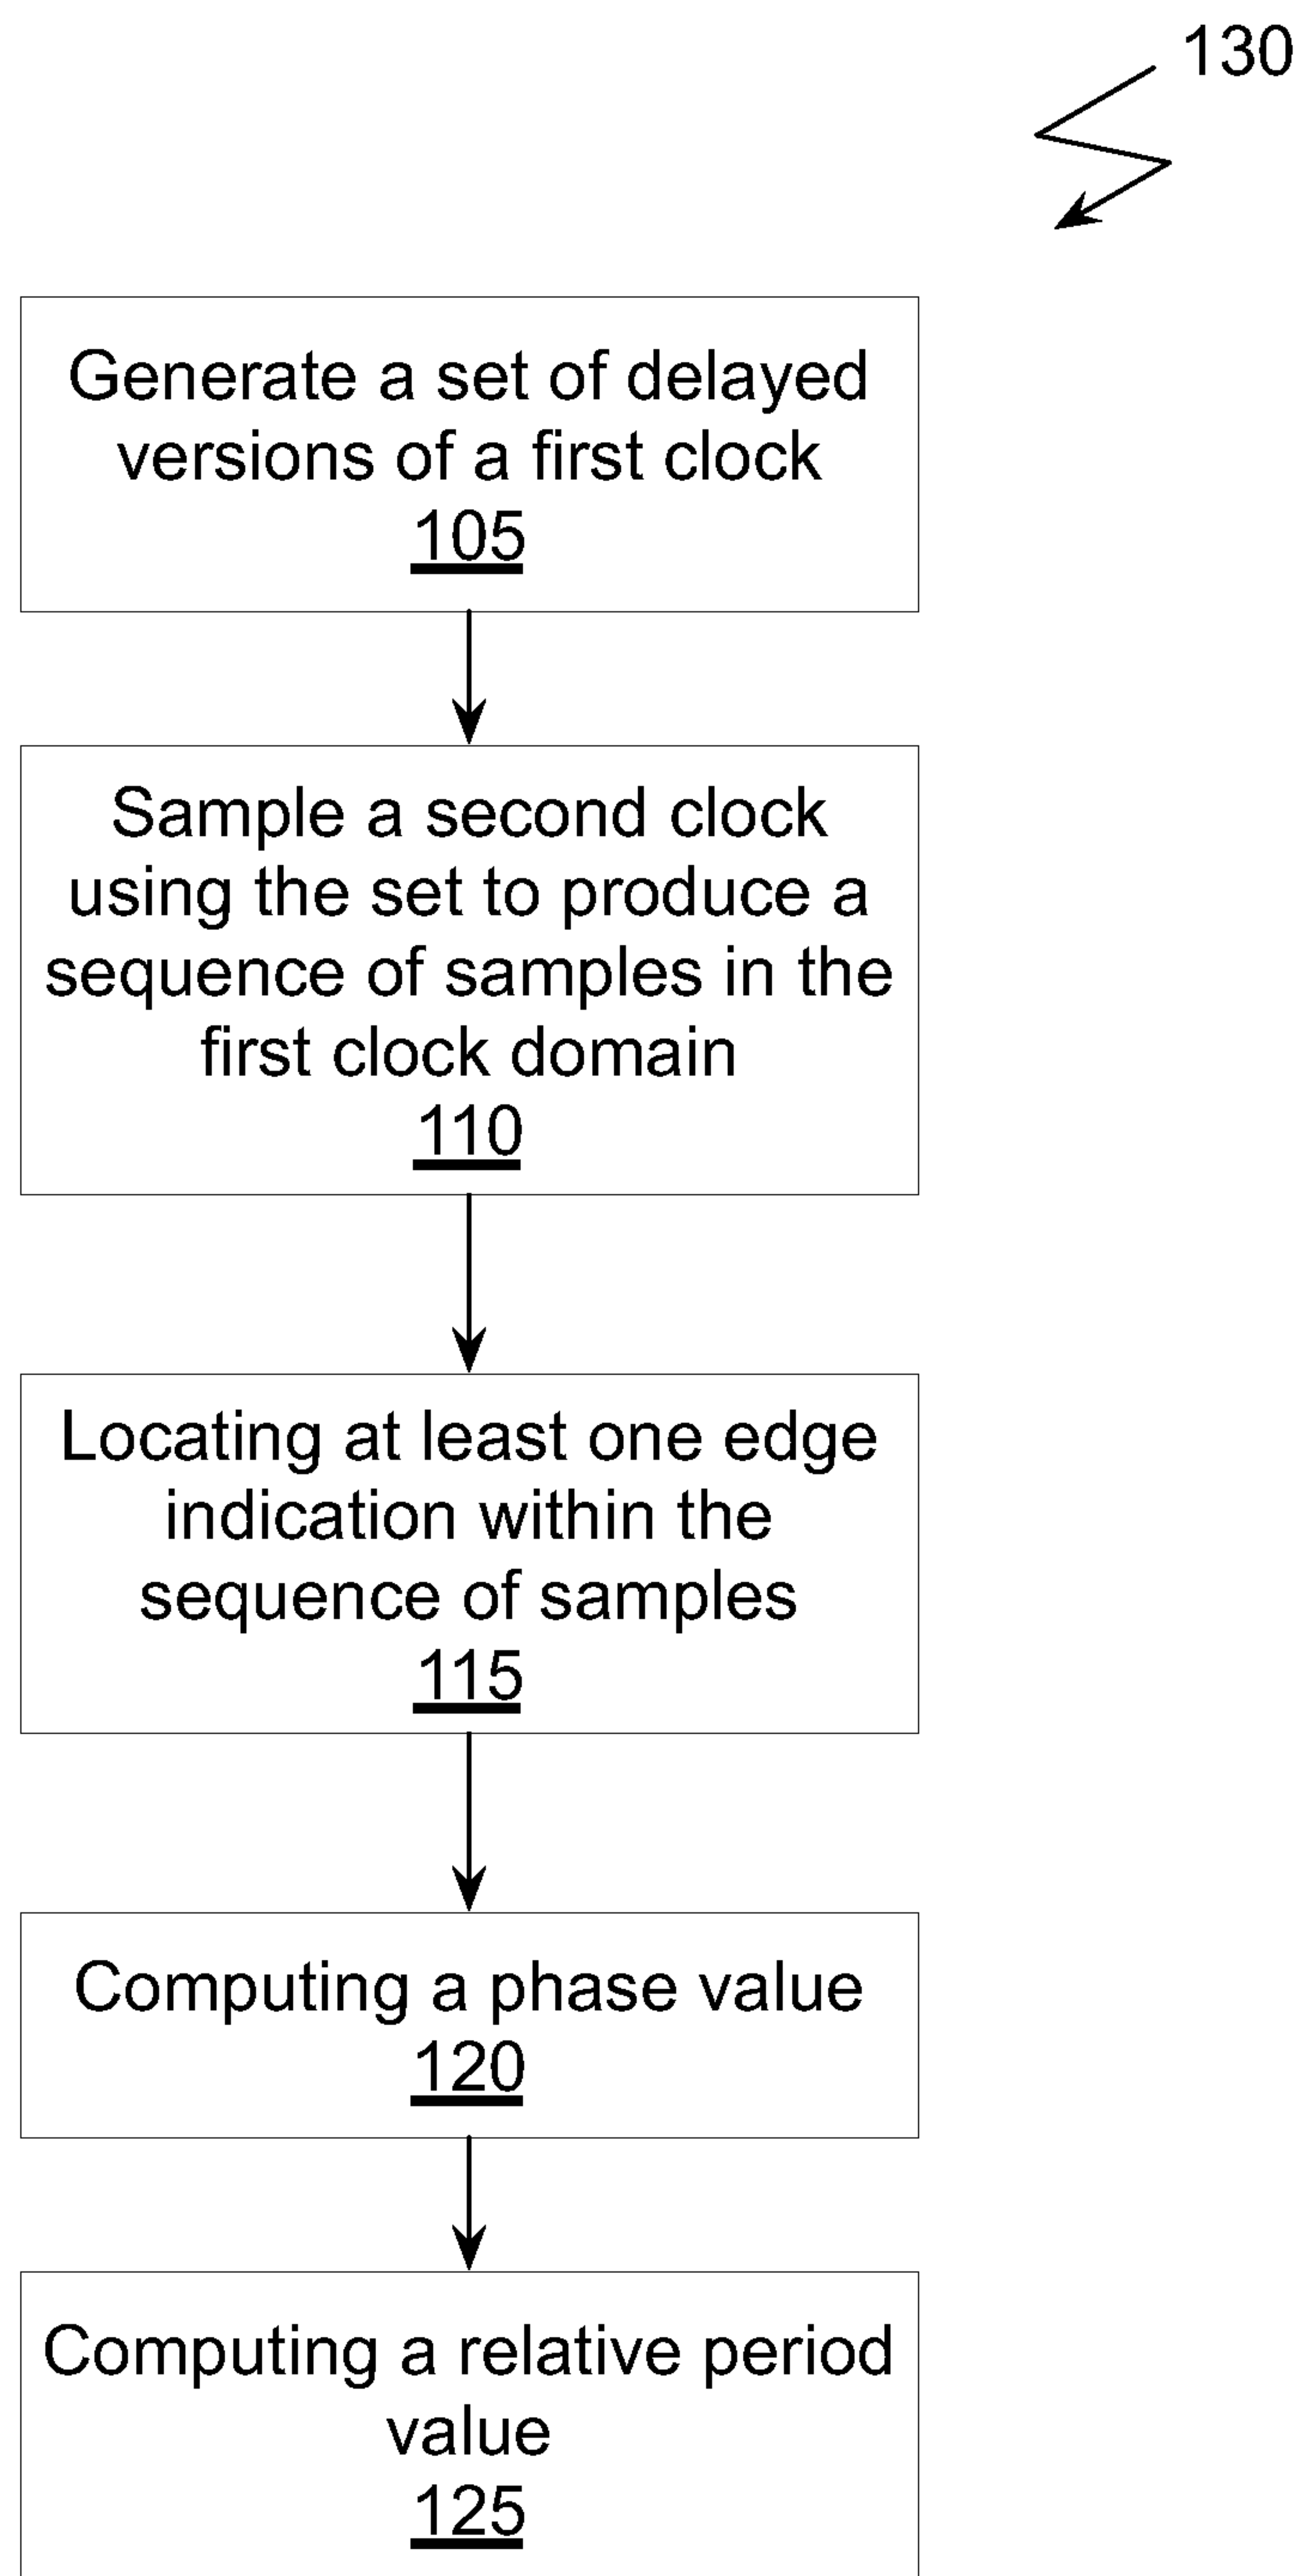 130
Generate a set of delayed
versions of a first clock
105
Sample a second clock
using the set to produce a
sequence of samples in the
first clock domain
110
Locating at least one edge
indication within the
sequence of samples
115
Computing a phase value
120
Computing a relative period
value
125